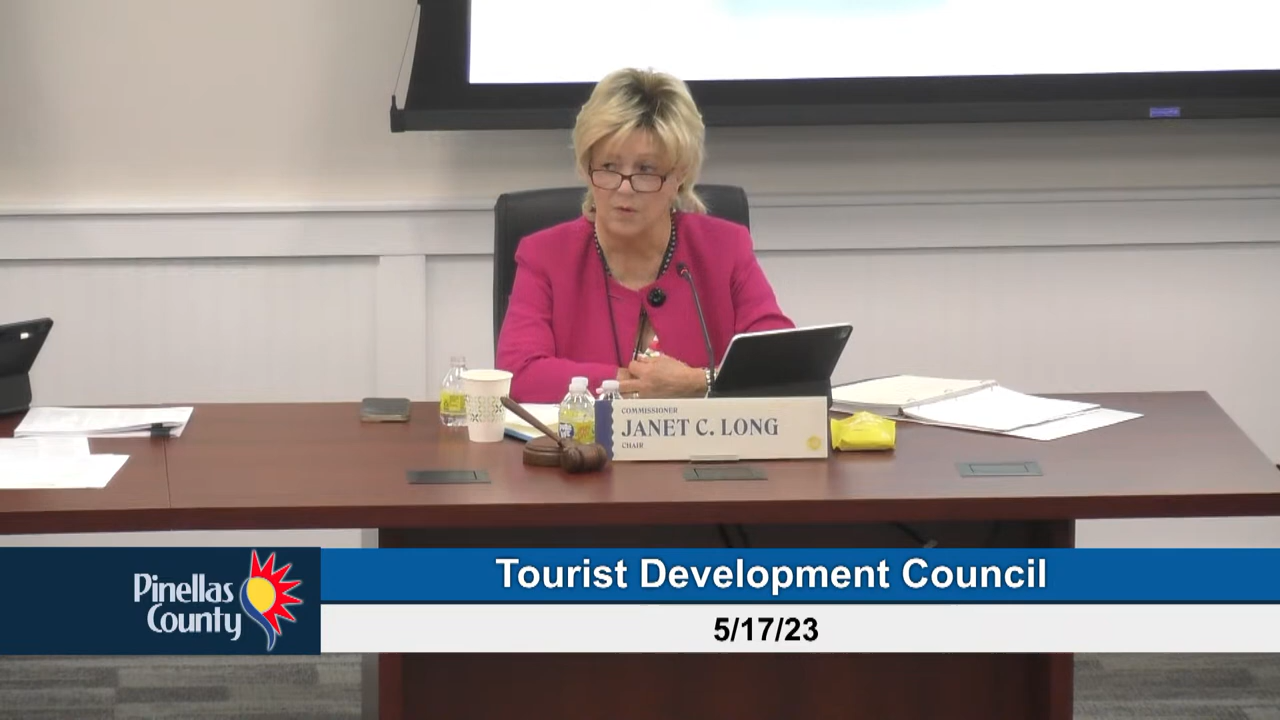 COMMISSIONER
JANET C. LONG
CHAIR
Pinellas
County
Tourist Development Council
5/17/23